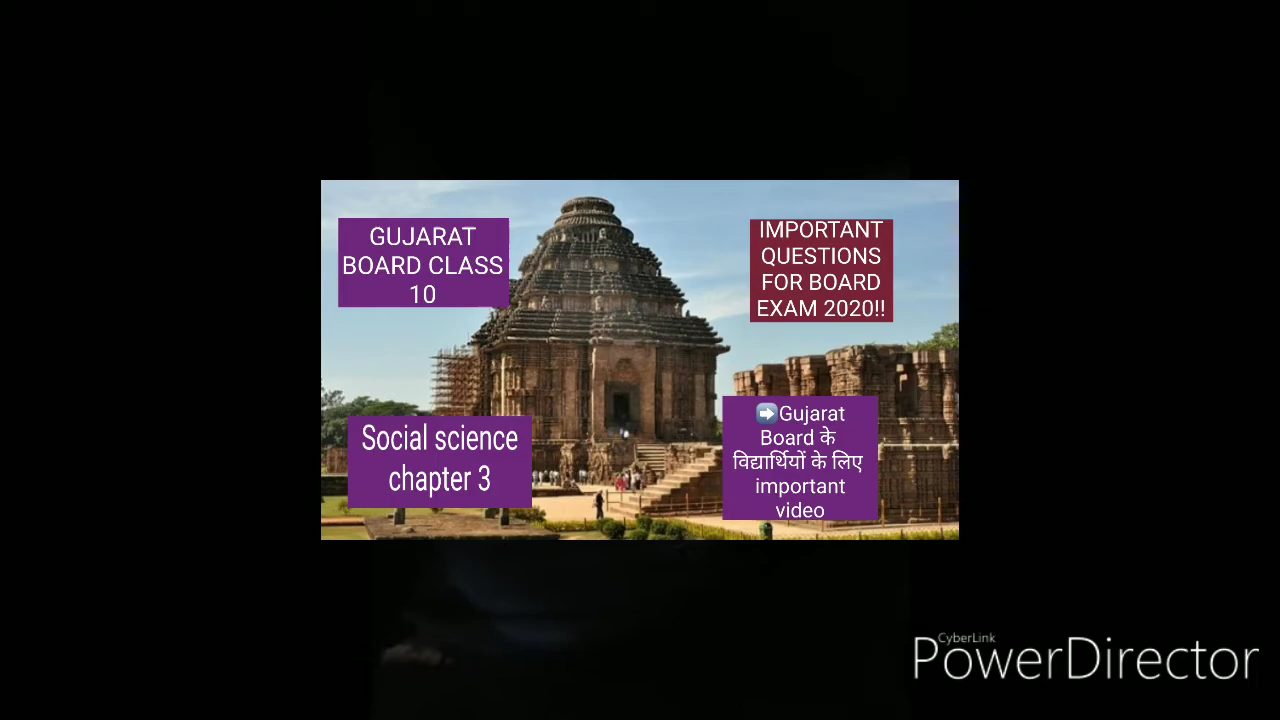 GUJARAT
BOARD CLASS
10
IMPORTANT
QUESTIONS
FOR BOARD
EXAM 2020!!
Social science
chapter 3
➡️Gujarat
Board के
विद्यार्थियों के लिए
important
video
CyberLink
PowerDirector